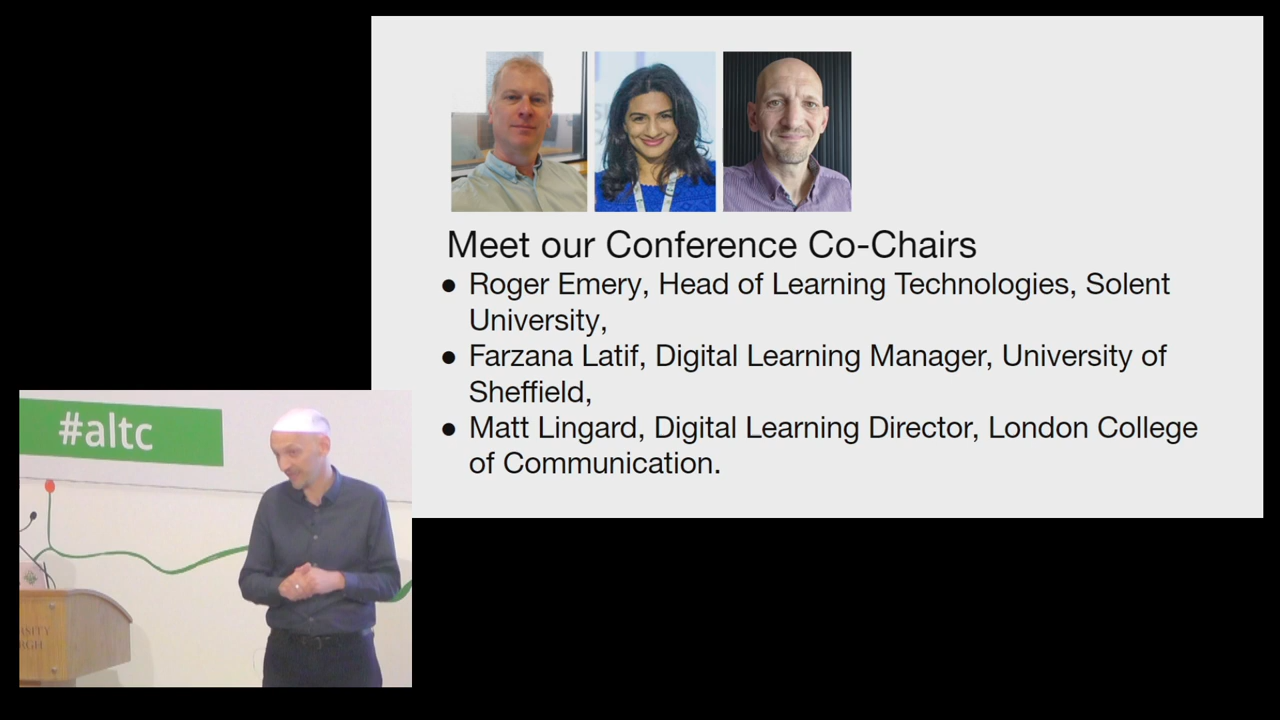 Meet our Conference Co-Chairs
● Roger Emery, Head of Learning Technologies, Solent
University,
● Farzana Latif, Digital Learning Manager, University of
Sheffield,
● Matt Lingard, Digital Learning Director, London College
of Communication.
#altc